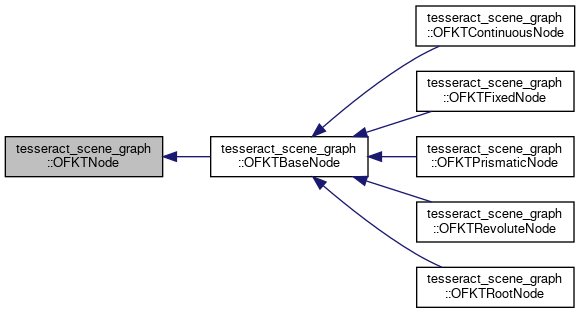 tesseract_scene_graph
::OFKTNode
tesseract_scene_graph
::OFKTBaseNode
tesseract_scene_graph
::OFKTContinuousNode
tesseract_scene_graph
::OFKTFixedNode
tesseract_scene_graph
::OFKTPrismaticNode
tesseract_scene_graph
::OFKTRevoluteNode
tesseract_scene_graph
::OFKTRootNode